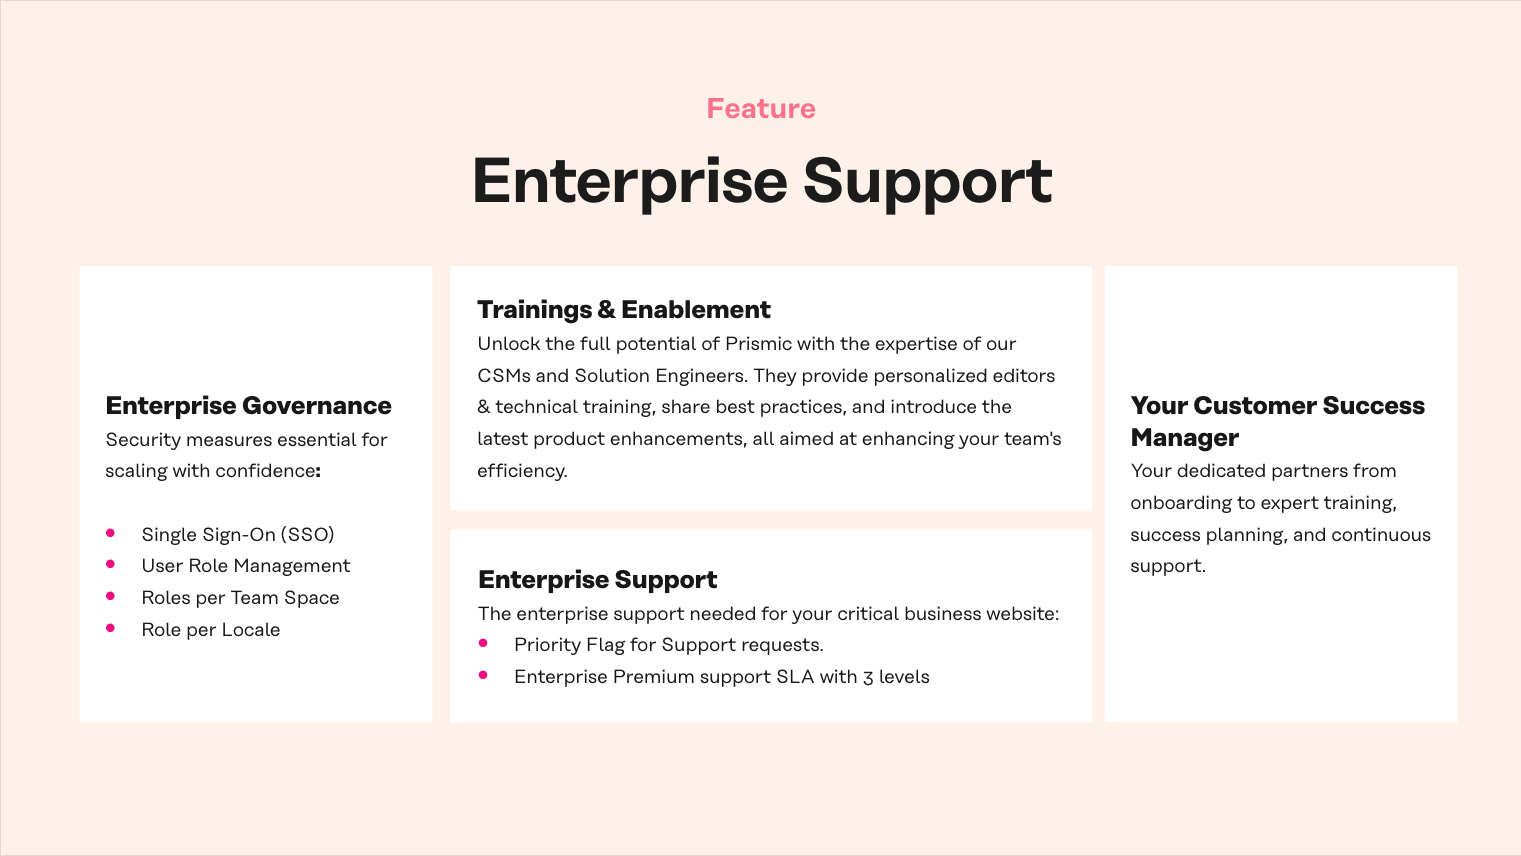 Feature
Enterprise Support
Enterprise Governance
Security measures essential for
scaling with confidence:
Single Sign-On (SSO)
User Role Management
Roles per Team Space
Role per Locale
Trainings & Enablement
Unlock the full potential of Prismic with the expertise of our
CSMs and Solution Engineers. They provide personalized editors
& technical training, share best practices, and introduce the
latest product enhancements, all aimed at enhancing your team's
efficiency.
Enterprise Support
The enterprise support needed for your critical business website:
Priority Flag for Support requests.
Enterprise Premium support SLA with 3 levels
Your Customer Success
Manager
Your dedicated partners from
onboarding to expert training,
success planning, and continuous
support.